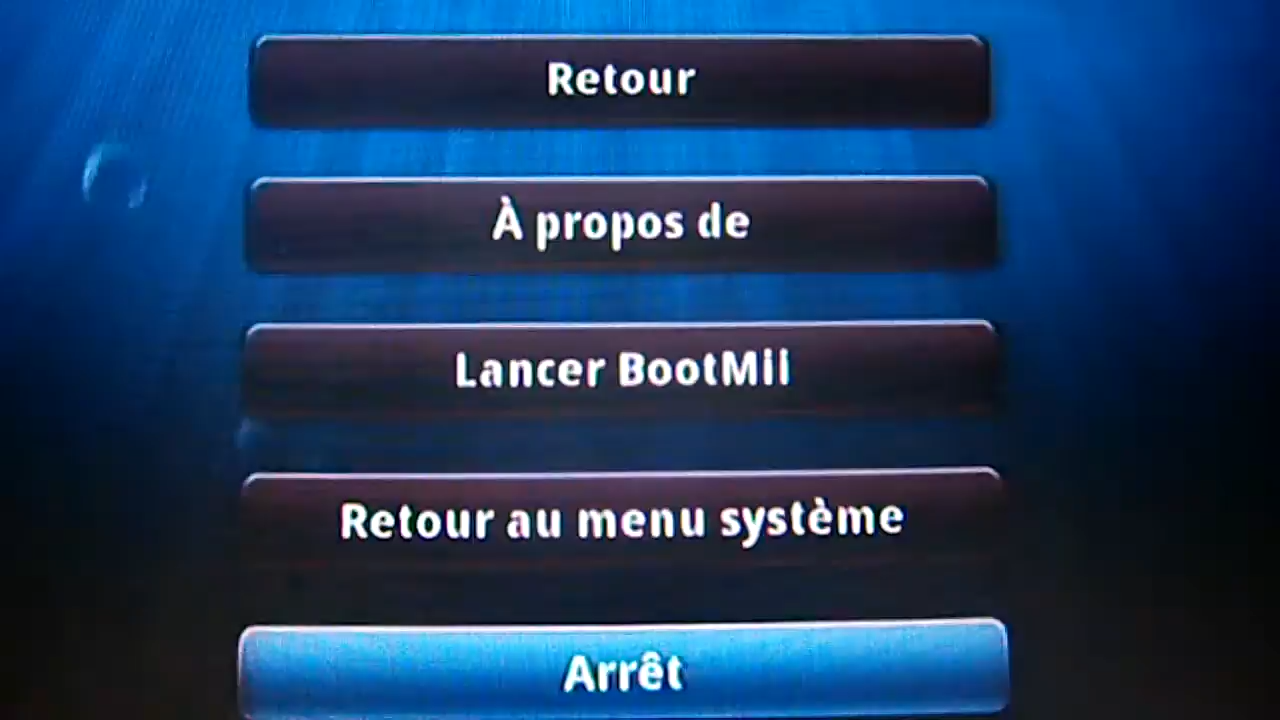 Retour
À propos de
Lancer BootMii
Retour au menu système
Arrêt